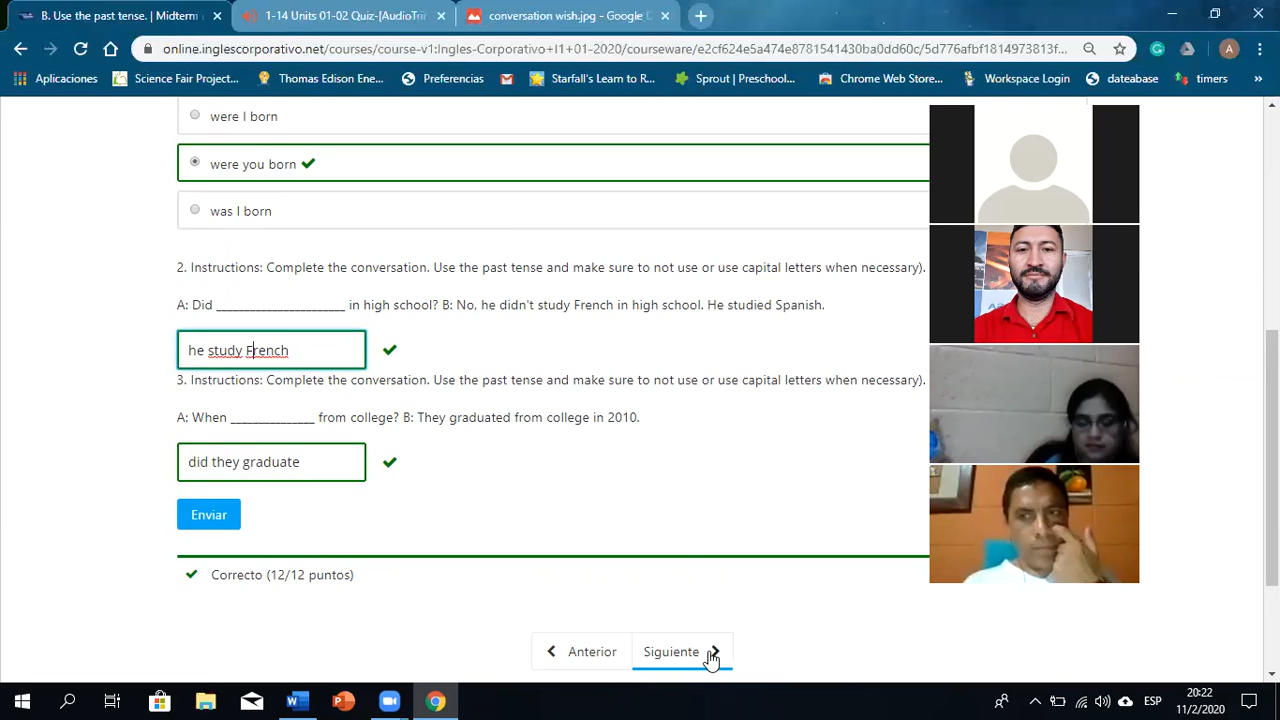 B. Use the past tense. | Midterm
1-14 Units 01-02 Quiz-[AudioTri
conversation wish.jpg - Google D
online.inglescorporativo.net/courses/course-v1:Ingles-Corporativo+I1+01-2020/courseware/e2cf624e5a474e8781541430ba0dd60c/5d776afbf1814973813f...
A
Aplicaciones
Science Fair Project...
Thomas Edison Ene...
Preferencias
Starfall's Learn to R...
Sprout | Preschool...
Chrome Web Store...
Workspace Login
dateabase
timers
»
were I born
were you born
was I born
2. Instructions: Complete the conversation. Use the past tense and make sure to not use or use capital letters when necessary).
A: Did ______________________ in high school? B: No, he didn't study French in high school. He studied Spanish.
he study French
3. Instructions: Complete the conversation. Use the past tense and make sure to not use or use capital letters when necessary).
A: When ______________ from college? B: They graduated from college in 2010.
did they graduate
Enviar
Correcto (12/12 puntos)
Anterior
Siguiente
ESP
20:22
11/2/2020